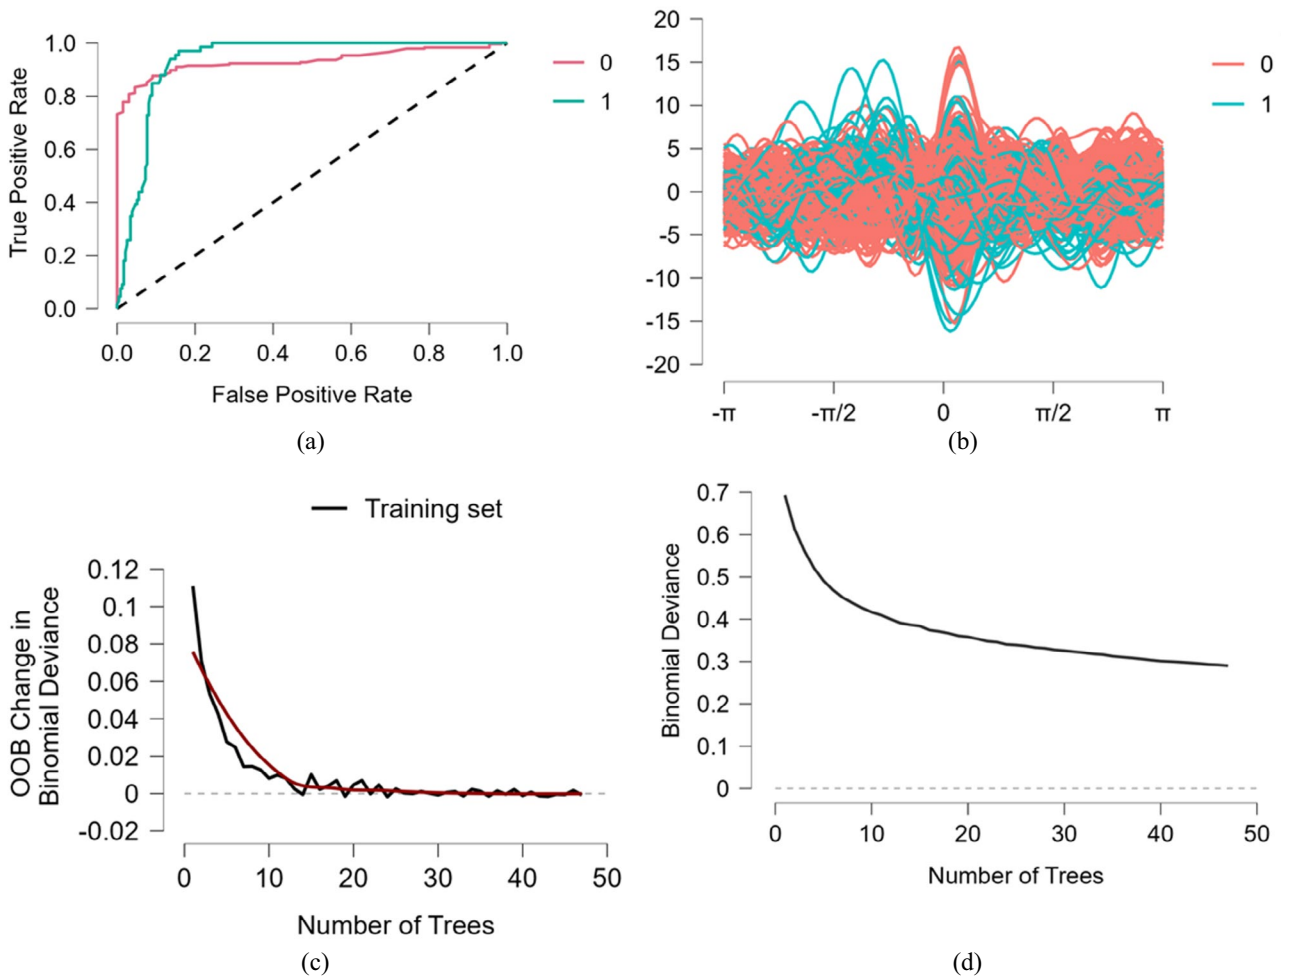 1.0
0.8
0.6
0.4
0.2
0.0
True Positive Rate
0
1
0.0 0.2 0.4 0.6 0.8 1.0
False Positive Rate
(a)
20
15
10
5
0
-5
-10
-15
-20
0
1
-π -π/2 0 π/2 π
(b)
Training set
0.12
0.1
0.08
0.06
0.04
0.02
0
-0.02
OOB Change in
Binomial Deviance
0 10 20 30 40 50
Number of Trees
(c)
0.7
0.6
0.5
0.4
0.3
0.2
0.1
0
Binomial Deviance
0 10 20 30 40 50
Number of Trees
(d)